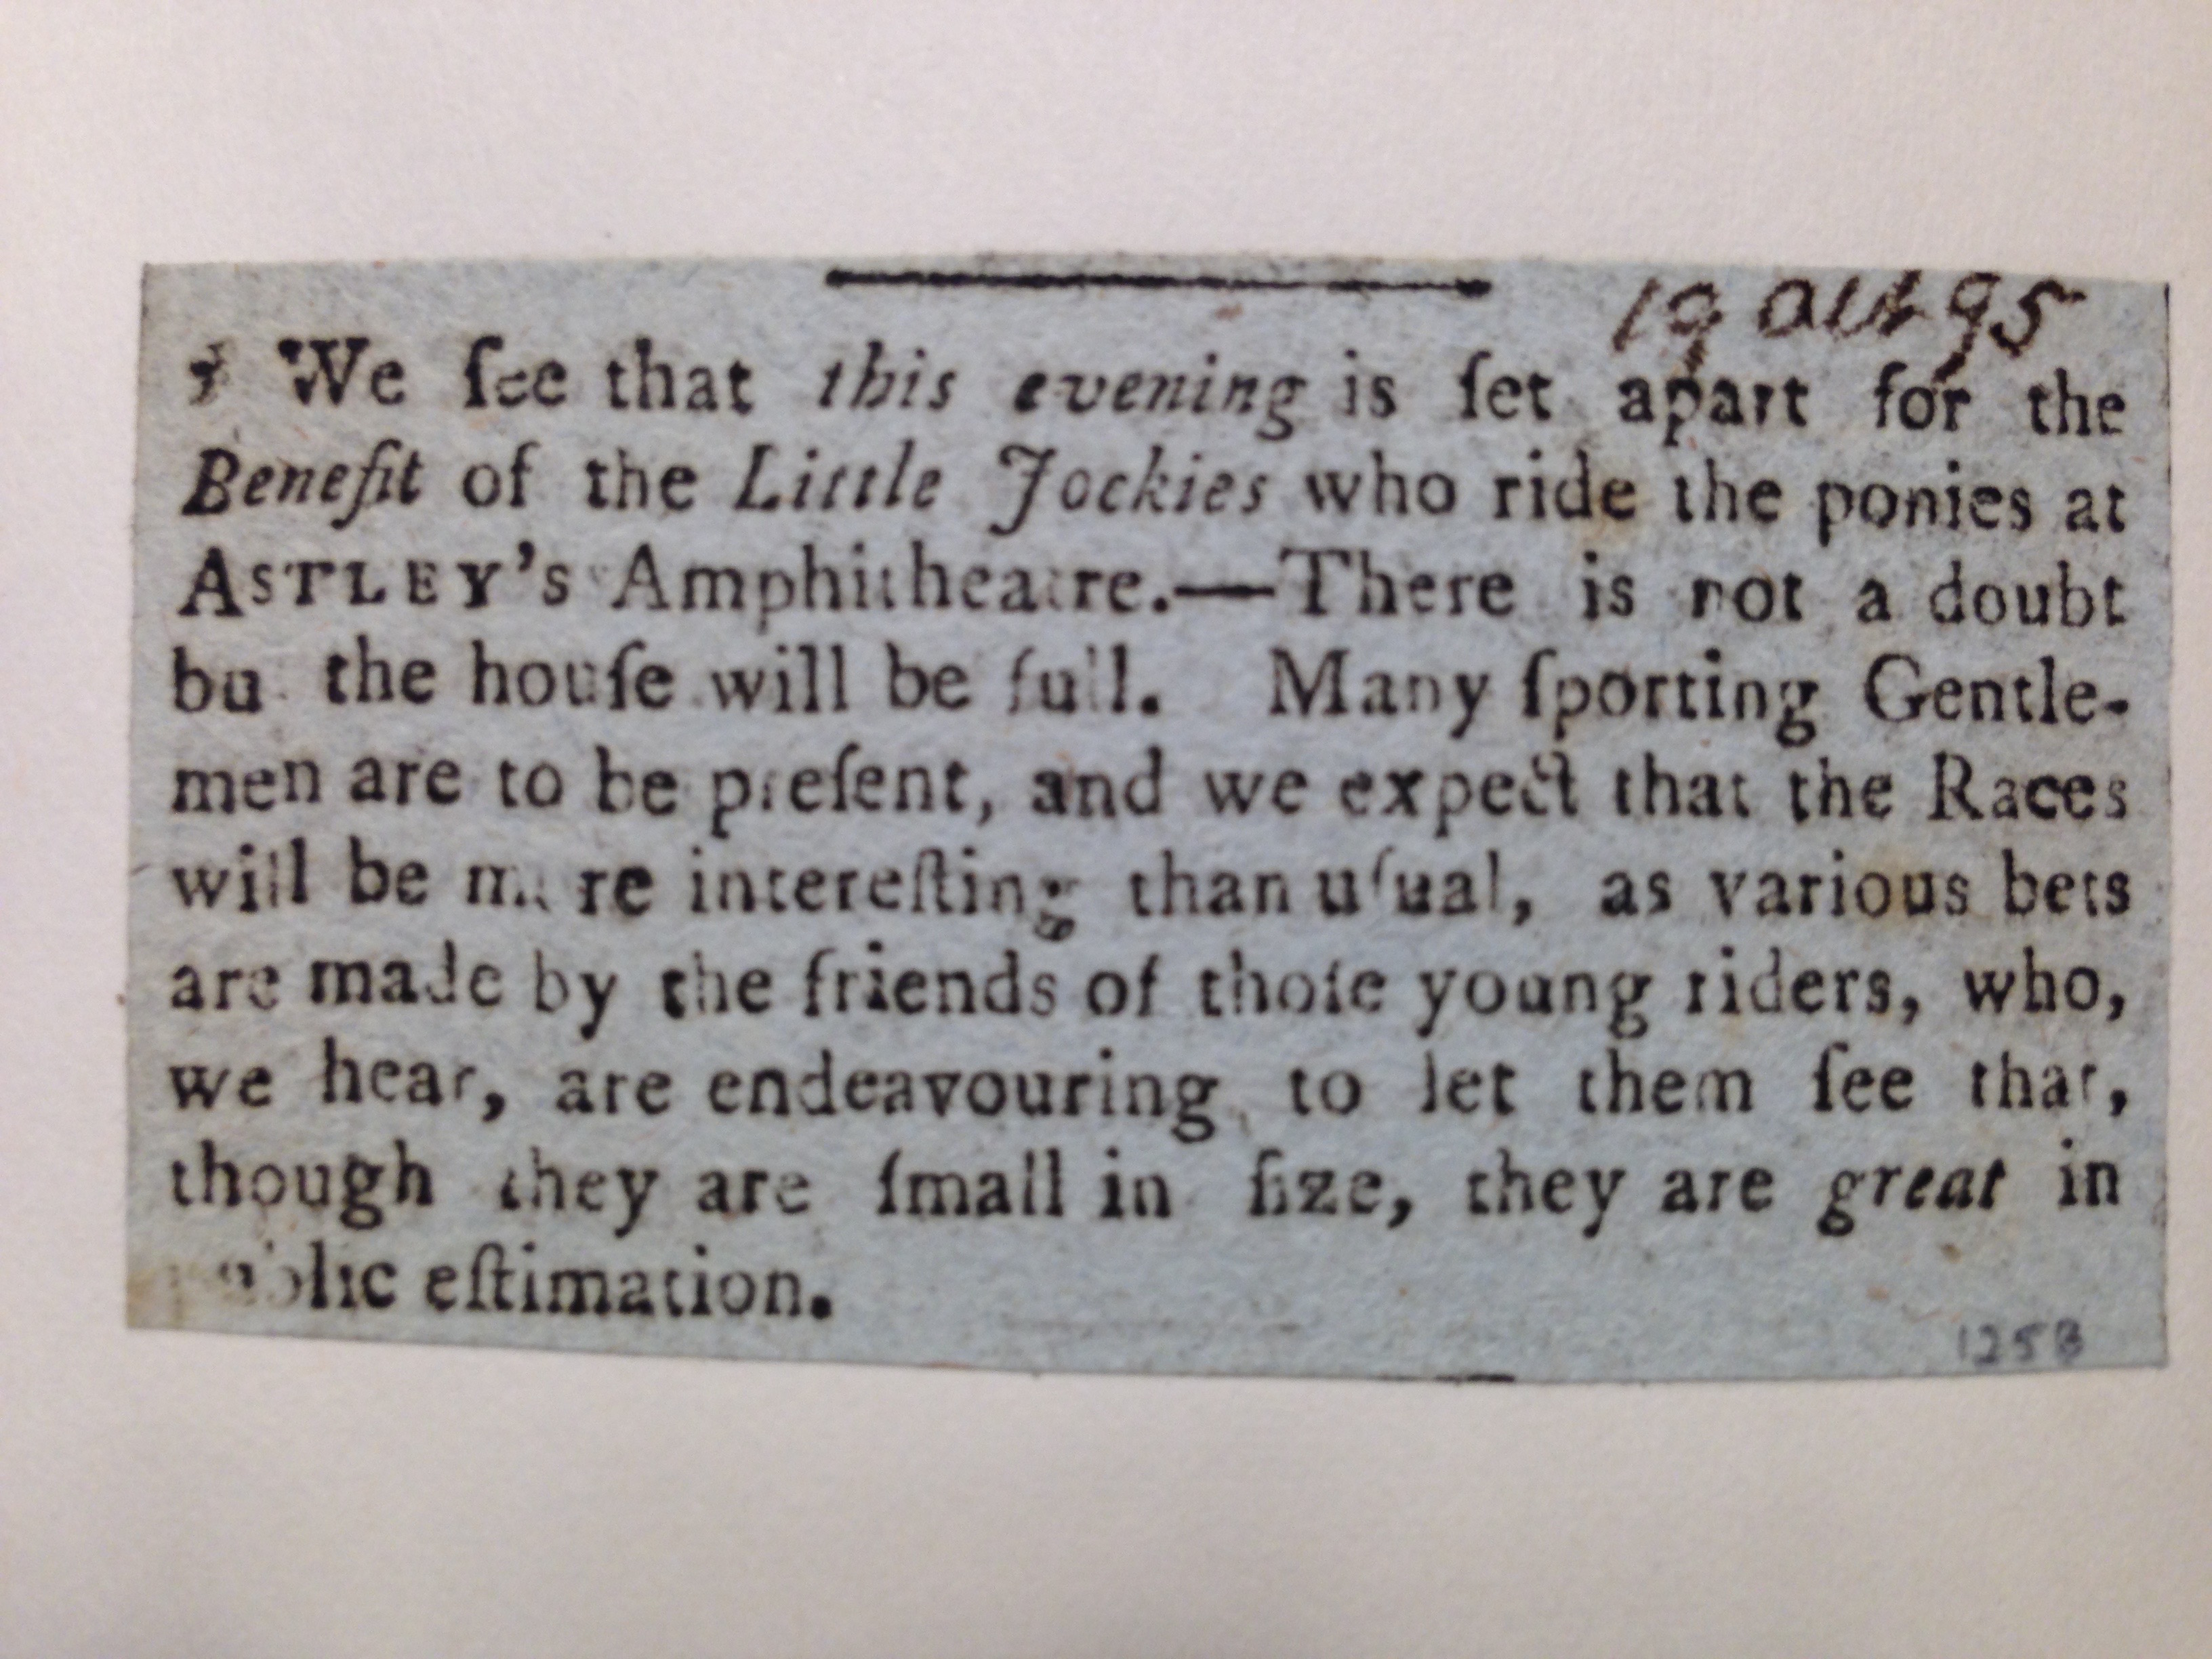 19 Oct 95
‡ We ſee that this evening is ſet apart for the
Benefit of the Little Jockies who ride the ponies at
ASTLEY's Amphitheatre.—There is not a doubt
bu the houſe will be full. Many ſporting Gentle-
men are to be preſent, and we expect that the Races
will be more intereſting than uſual, as various bets
are made by the friends of thoſe young riders, who,
we hear, are endeavouring to let them ſee that,
though they are ſmall in ſize, they are great in
public eſtimation.
125B